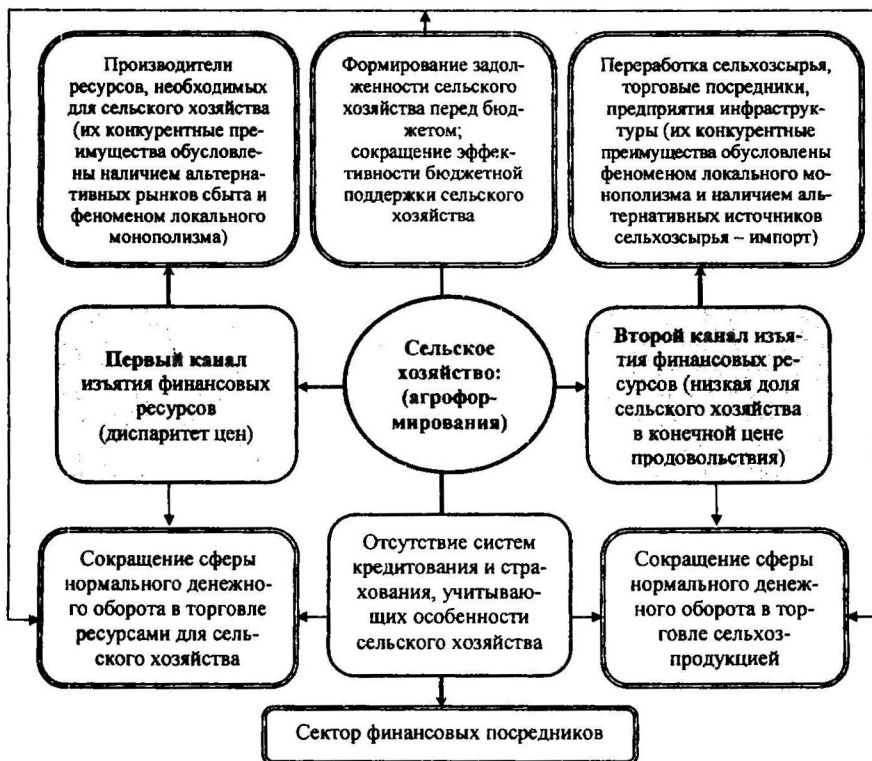 Производители
ресурсов, необходимых
для сельского хозяйства
(их конкурентные пре-
имущества обусловле-
ны наличием альтерна-
тивных рынков сбыта и
феноменом локального
монополизма)
Формирование задол-
женности сельского
хозяйства перед бюд-
жетом;
сокращение эффек-
тивности бюджетной
поддержки сельского
хозяйства
Переработка сельхозсырья,
торговые посредники,
предприятия инфраструк-
туры (их конкурентные
преимущества обусловлены
феноменом локального мо-
нополизма и наличием аль-
тернативных источников
сельхозсырья – импорт)
Первый канал
изъятия финансовых
ресурсов
(диспаритет цен)
Сельское
хозяйство:
(агрофор-
мирования)
Второй канал изъя-
тия финансовых ре-
сурсов (низкая доля
сельского хозяйства
в конечной цене
продовольствия)
Сокращение сферы
нормального денежно-
го оборота в торговле
ресурсами для сель-
ского хозяйства
Отсутствие систем
кредитования и стра-
хования, учитываю-
щих особенности
сельского хозяйства
Сокращение сферы
нормального денеж-
ного оборота в тор-
говле сельхоз-
продукцией
Сектор финансовых посредников